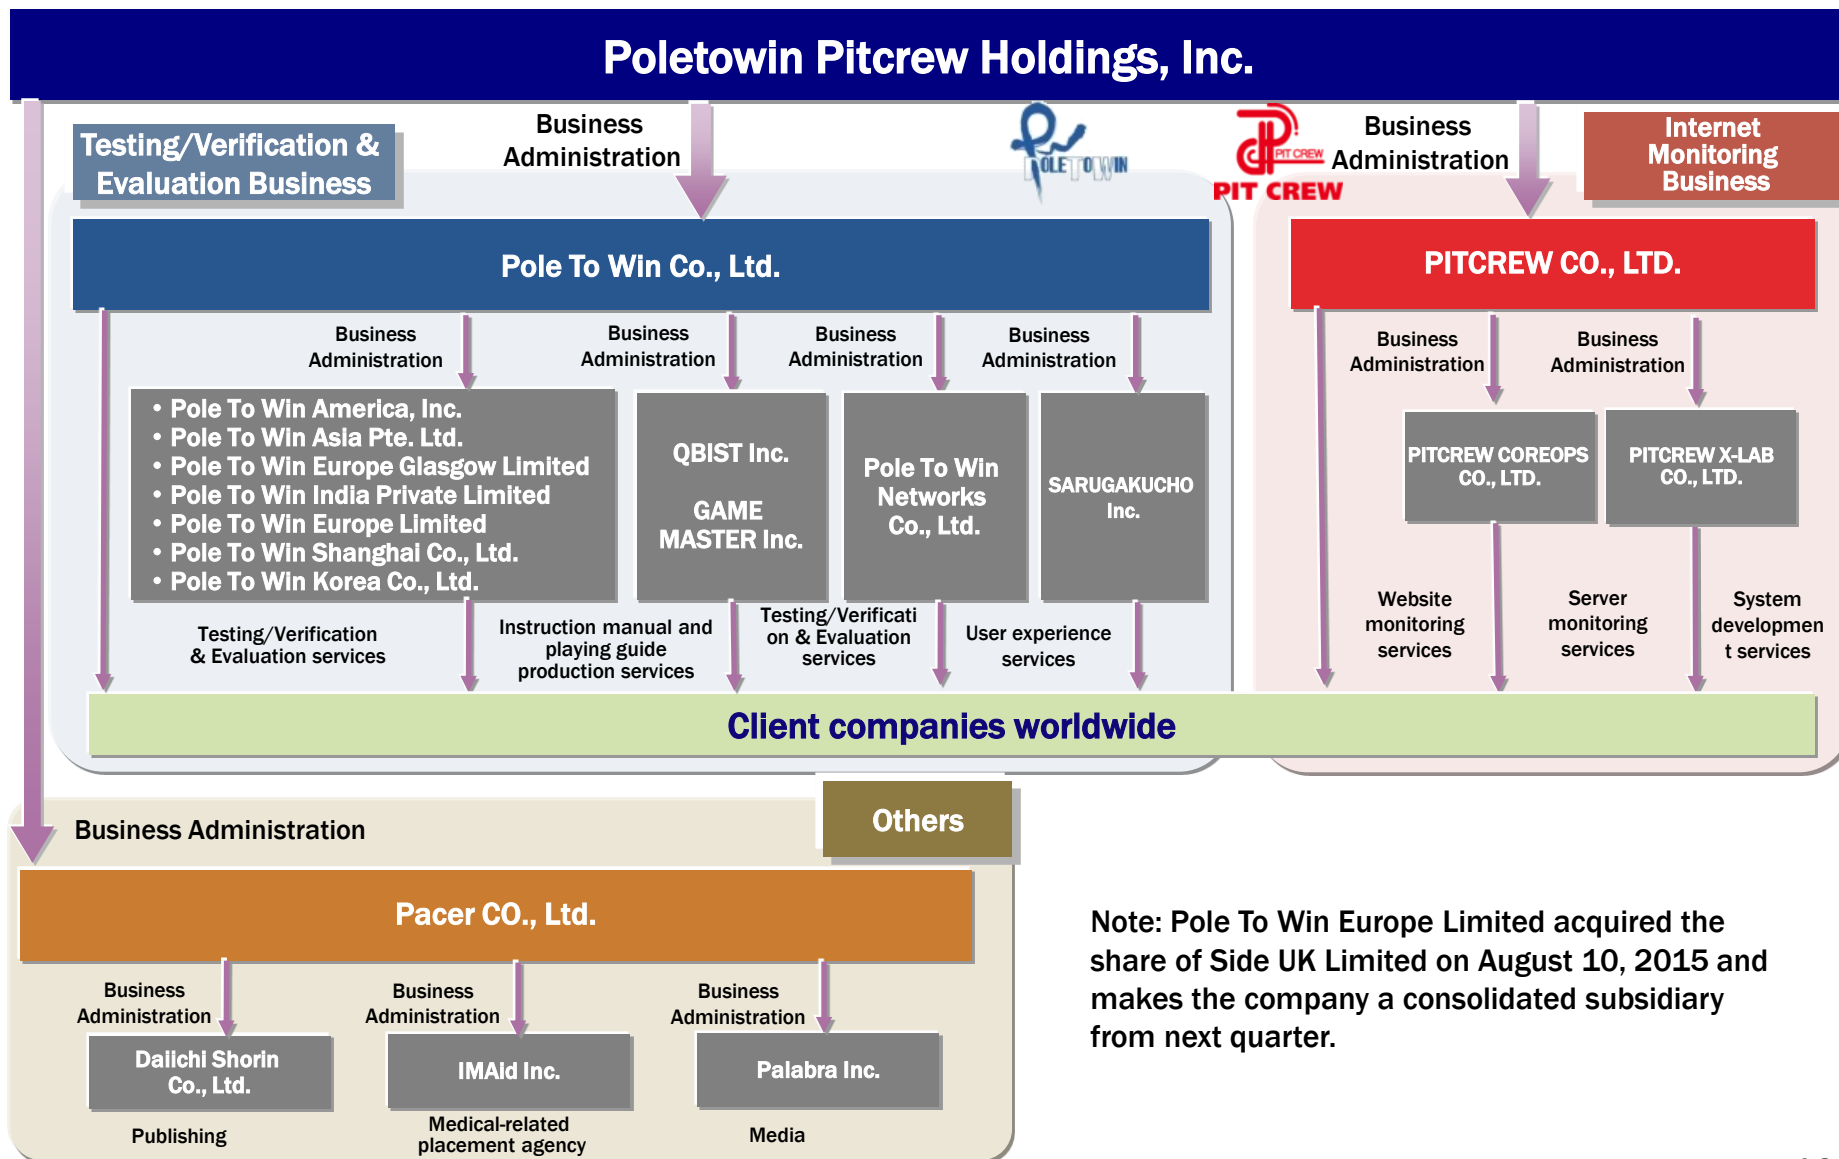 Poletowin Pitcrew Holdings, Inc.
Testing/Verification &
Evaluation Business
Business
Administration
POLETOWIN
PIT CREW
PIT CREW
Business
Administration
Internet
Monitoring
Business
Pole To Win Co., Ltd.
PITCREW CO., LTD.
Business
Administration
Business
Administration
Business
Administration
Business
Administration
Business
Administration
Business
Administration
• Pole To Win America, Inc.
• Pole To Win Asia Pte. Ltd.
• Pole To Win Europe Glasgow Limited
• Pole To Win India Private Limited
• Pole To Win Europe Limited
• Pole To Win Shanghai Co., Ltd.
• Pole To Win Korea Co., Ltd.
QBIST Inc.
GAME
MASTER Inc.
Pole To Win
Networks
Co., Ltd.
SARUGAKUCHO
Inc.
PITCREW COREOPS
CO., LTD.
PITCREW X-LAB
CO., LTD.
Testing/Verification
& Evaluation services
Instruction manual and
playing guide
production services
Testing/Verificati
on & Evaluation
services
User experience
services
Website
monitoring
services
Server
monitoring
services
System
developmen
t services
Client companies worldwide
Business Administration
Others
Pacer CO., Ltd.
Business
Administration
Business
Administration
Business
Administration
Daiichi Shorin
Co., Ltd.
IMAid Inc.
Palabra Inc.
Publishing
Medical-related
placement agency
Media
Note: Pole To Win Europe Limited acquired the
share of Side UK Limited on August 10, 2015 and
makes the company a consolidated subsidiary
from next quarter.